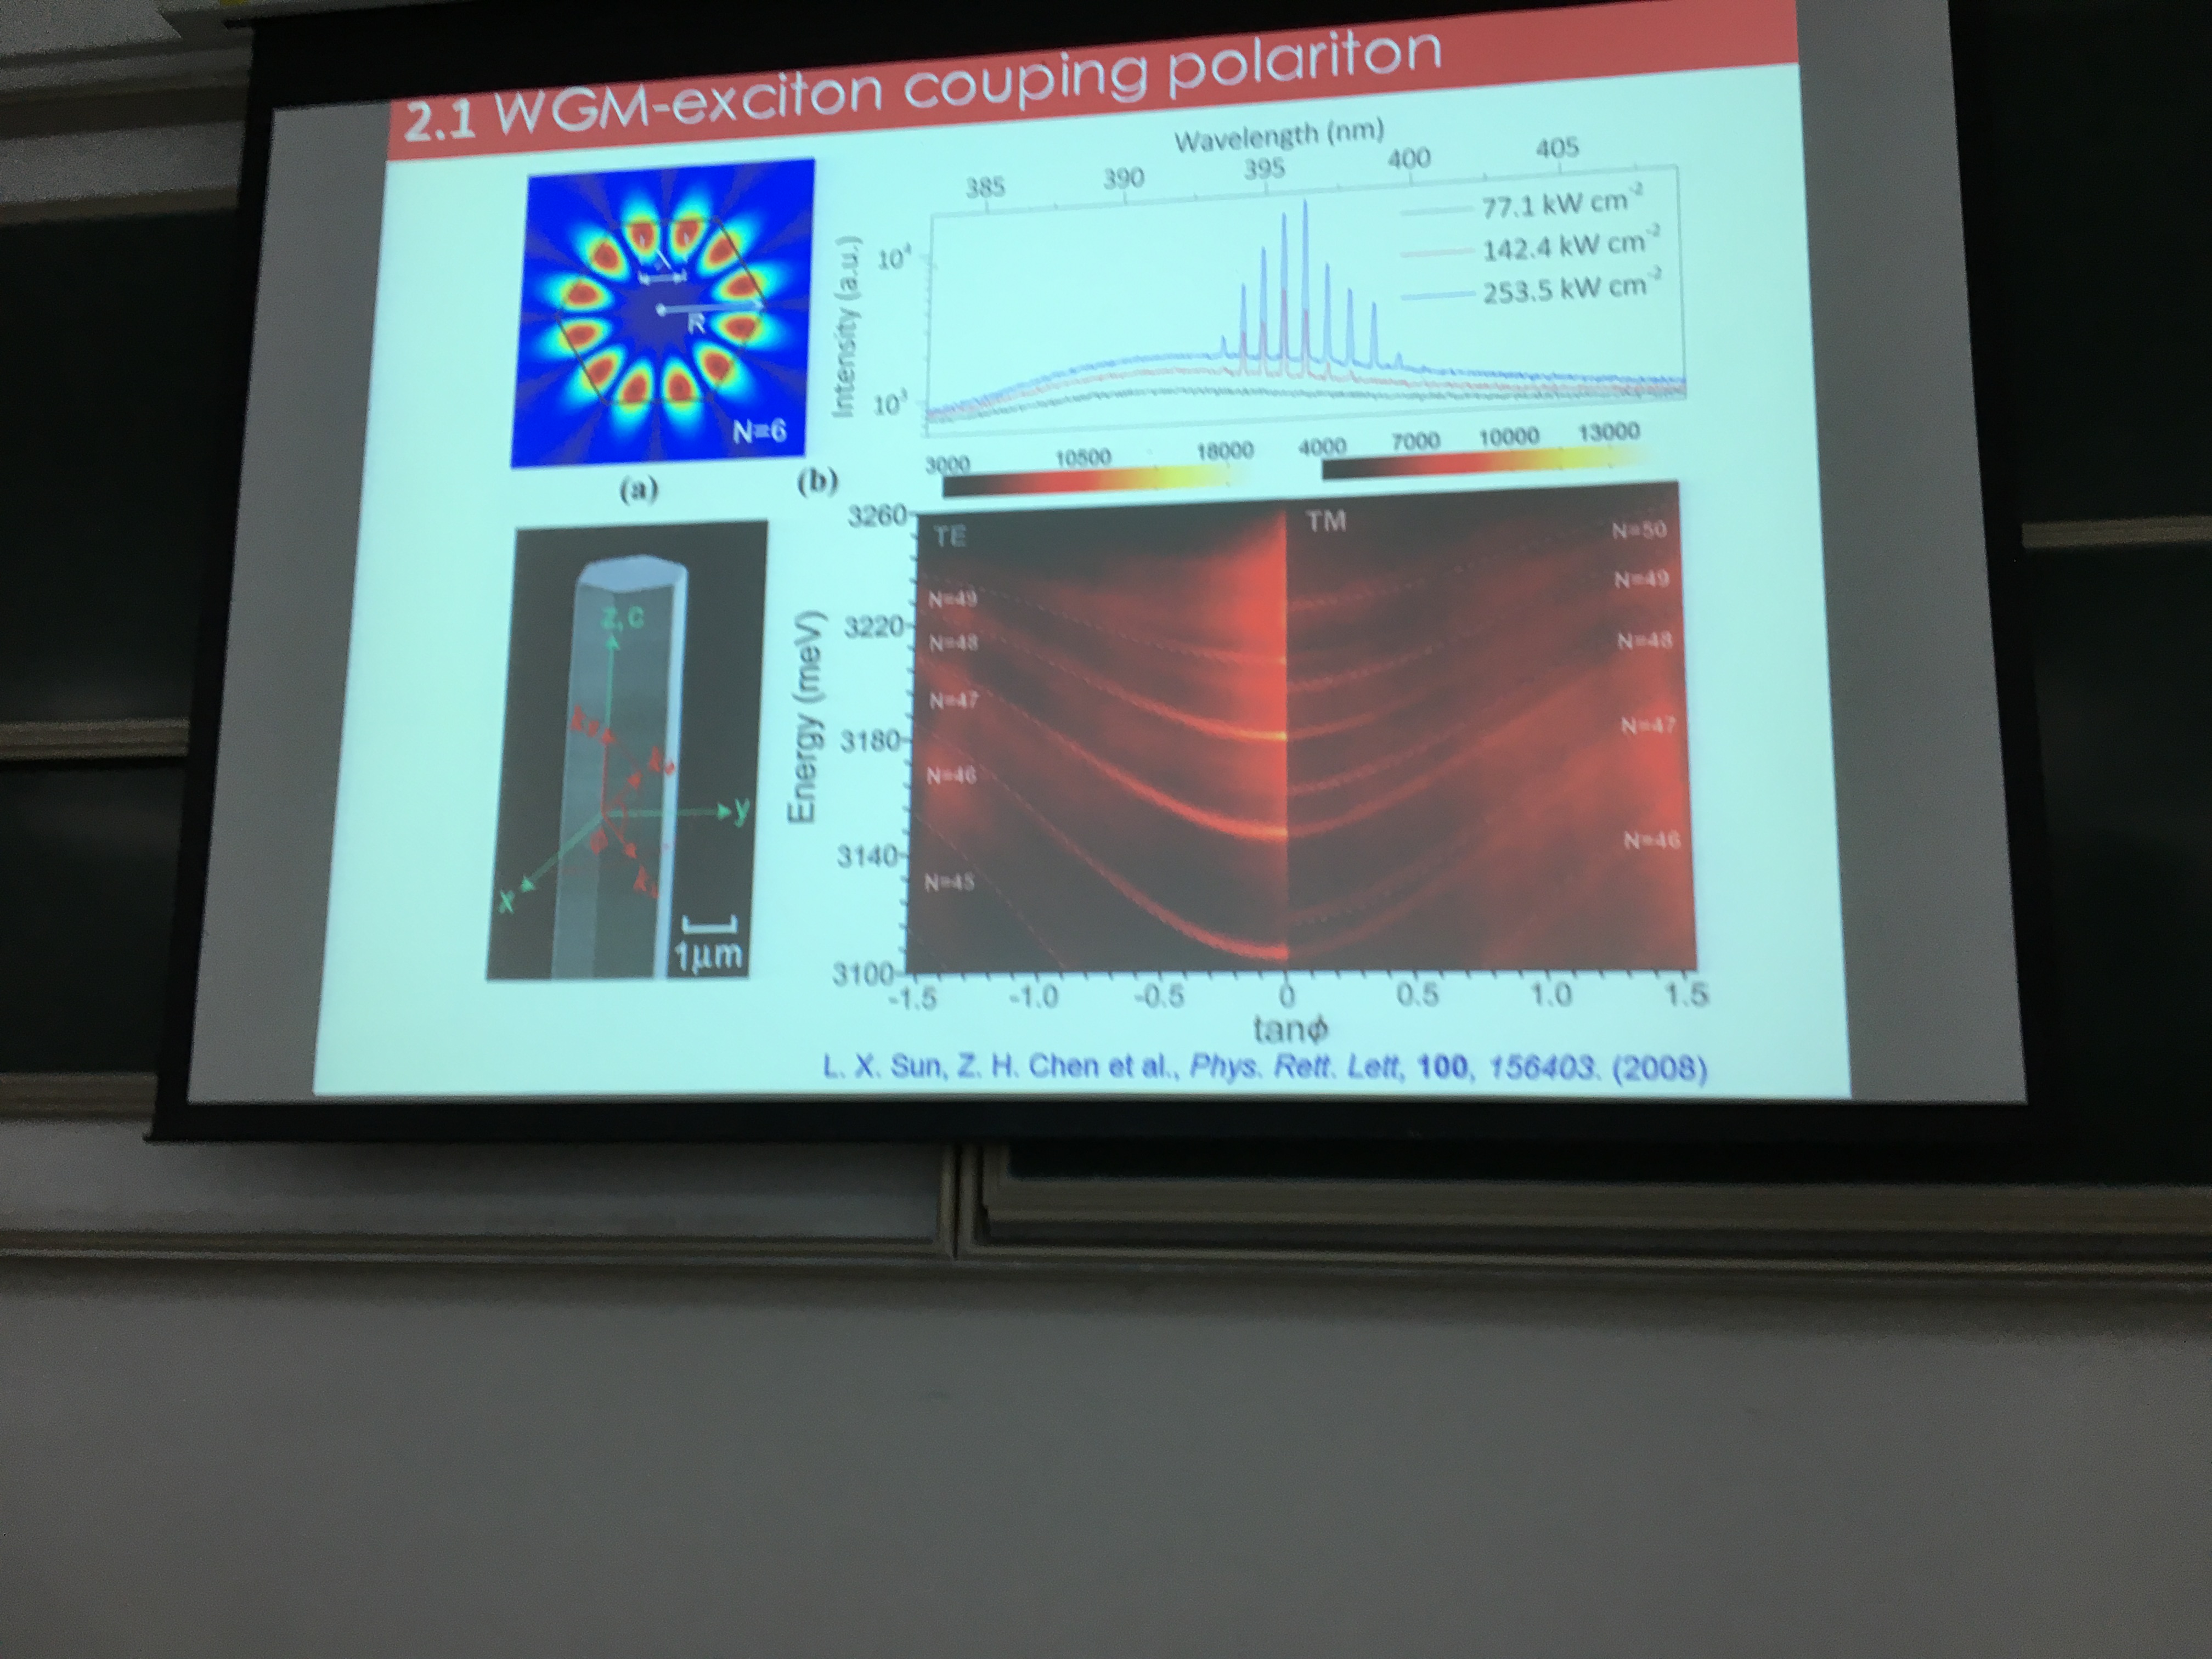 2.1 WGM-exciton couping polariton
λ
R
N=6
(a)
Wavelength (nm)
385 390 395 400 405
Intensity (a.u.)
10⁴
10³
77.1 kW cm⁻²
142.4 kW cm⁻²
253.5 kW cm⁻²
(b)
3000 10500 18000
4000 7000 10000 13000
Z, C
y
x
φ
1μm
Energy (meV)
3260
3220
3180
3140
3100
TE
N=49
N=48
N=47
N=46
N=45
TM
N=50
N=49
N=48
N=47
N=46
-1.5 -1.0 -0.5 0 0.5 1.0 1.5
tanϕ
L. X. Sun, Z. H. Chen et al., Phys. Rett. Lett, 100, 156403. (2008)